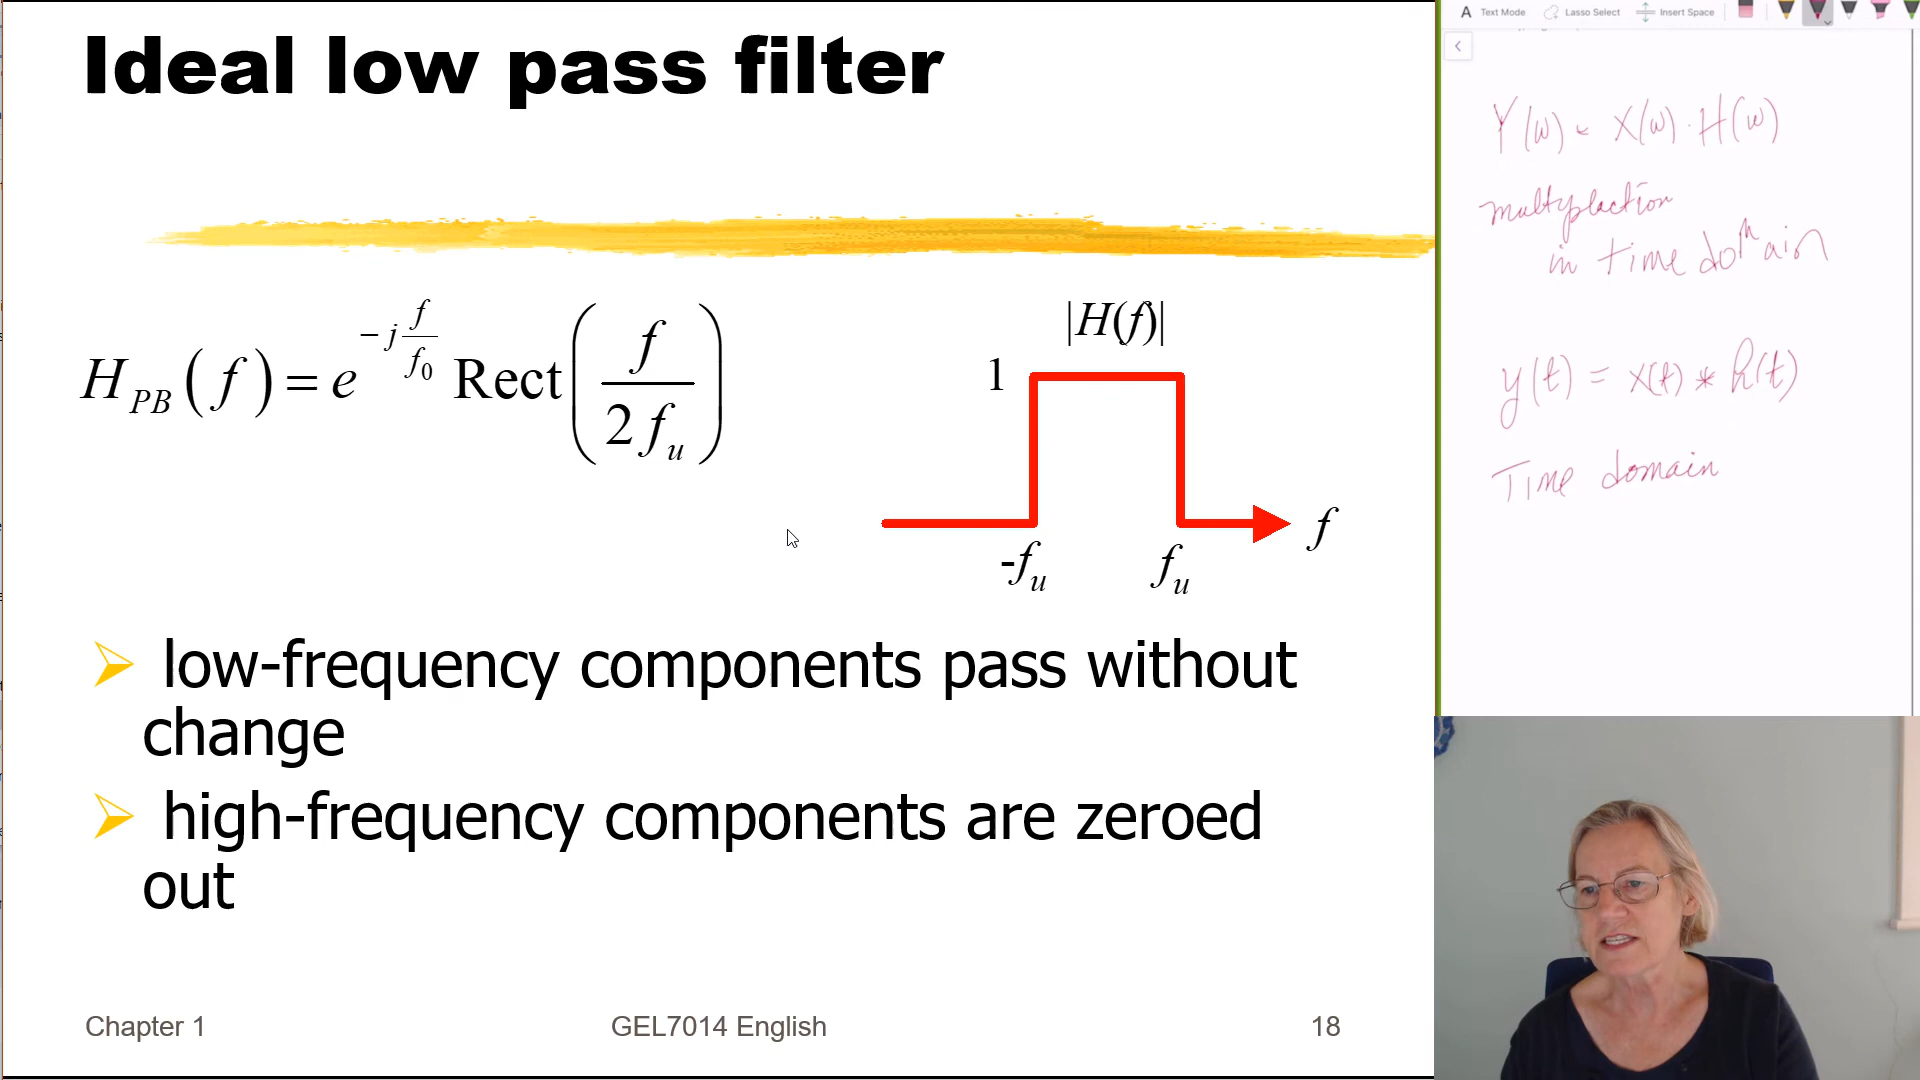 Ideal low pass filter
H_PB(f) = e^{-j f/f_0} Rect(f/2f_u)
|H(f)|
1
f
-f_u f_u
low-frequency components pass without
change
high-frequency components are zeroed
out
Chapter 1 GEL7014 English 18
A Text Mode Lasso Select Insert Space
Y(ω) = X(ω) · H(ω)
multyplaction
in time domain
y(t) = x(t) * h(t)
Time domain